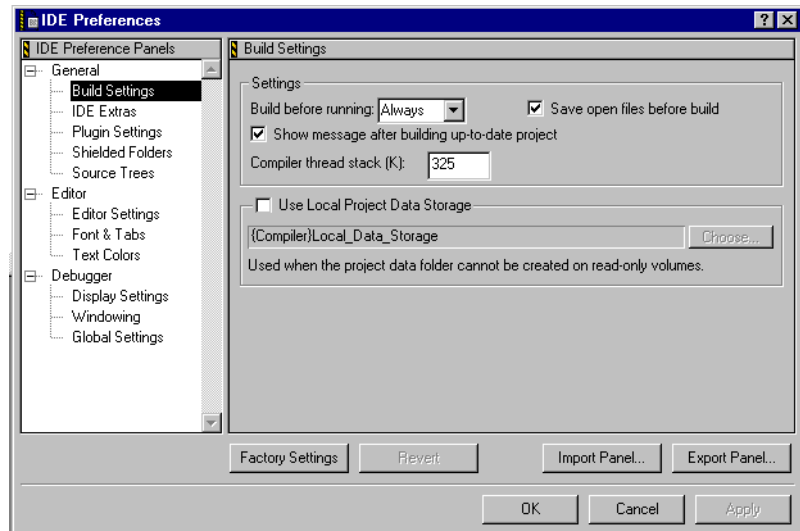 IDE Preferences
IDE Preference Panels
General
Build Settings
IDE Extras
Plugin Settings
Shielded Folders
Source Trees
Editor
Editor Settings
Font & Tabs
Text Colors
Debugger
Display Settings
Windowing
Global Settings
Build Settings
Settings
Build before running: Always
Save open files before build
Show message after building up-to-date project
Compiler thread stack (K): 325
Use Local Project Data Storage
{Compiler}Local_Data_Storage
Choose...
Used when the project data folder cannot be created on read-only volumes.
Factory Settings
Revert
Import Panel...
Export Panel...
OK
Cancel
Apply